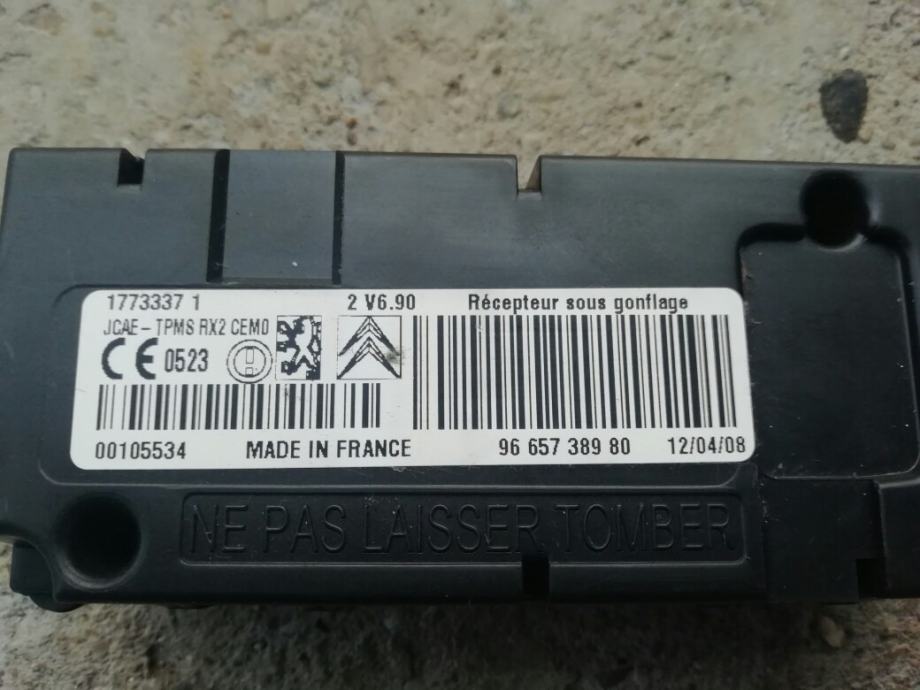 1773337 1 2 V6.90 Récepteur sous gonflage
JCAE - TPMS RX2 CEM0
CE 0523
00105534 MADE IN FRANCE 96 657 389 80 12/04/08
NE PAS LAISSER TOMBER